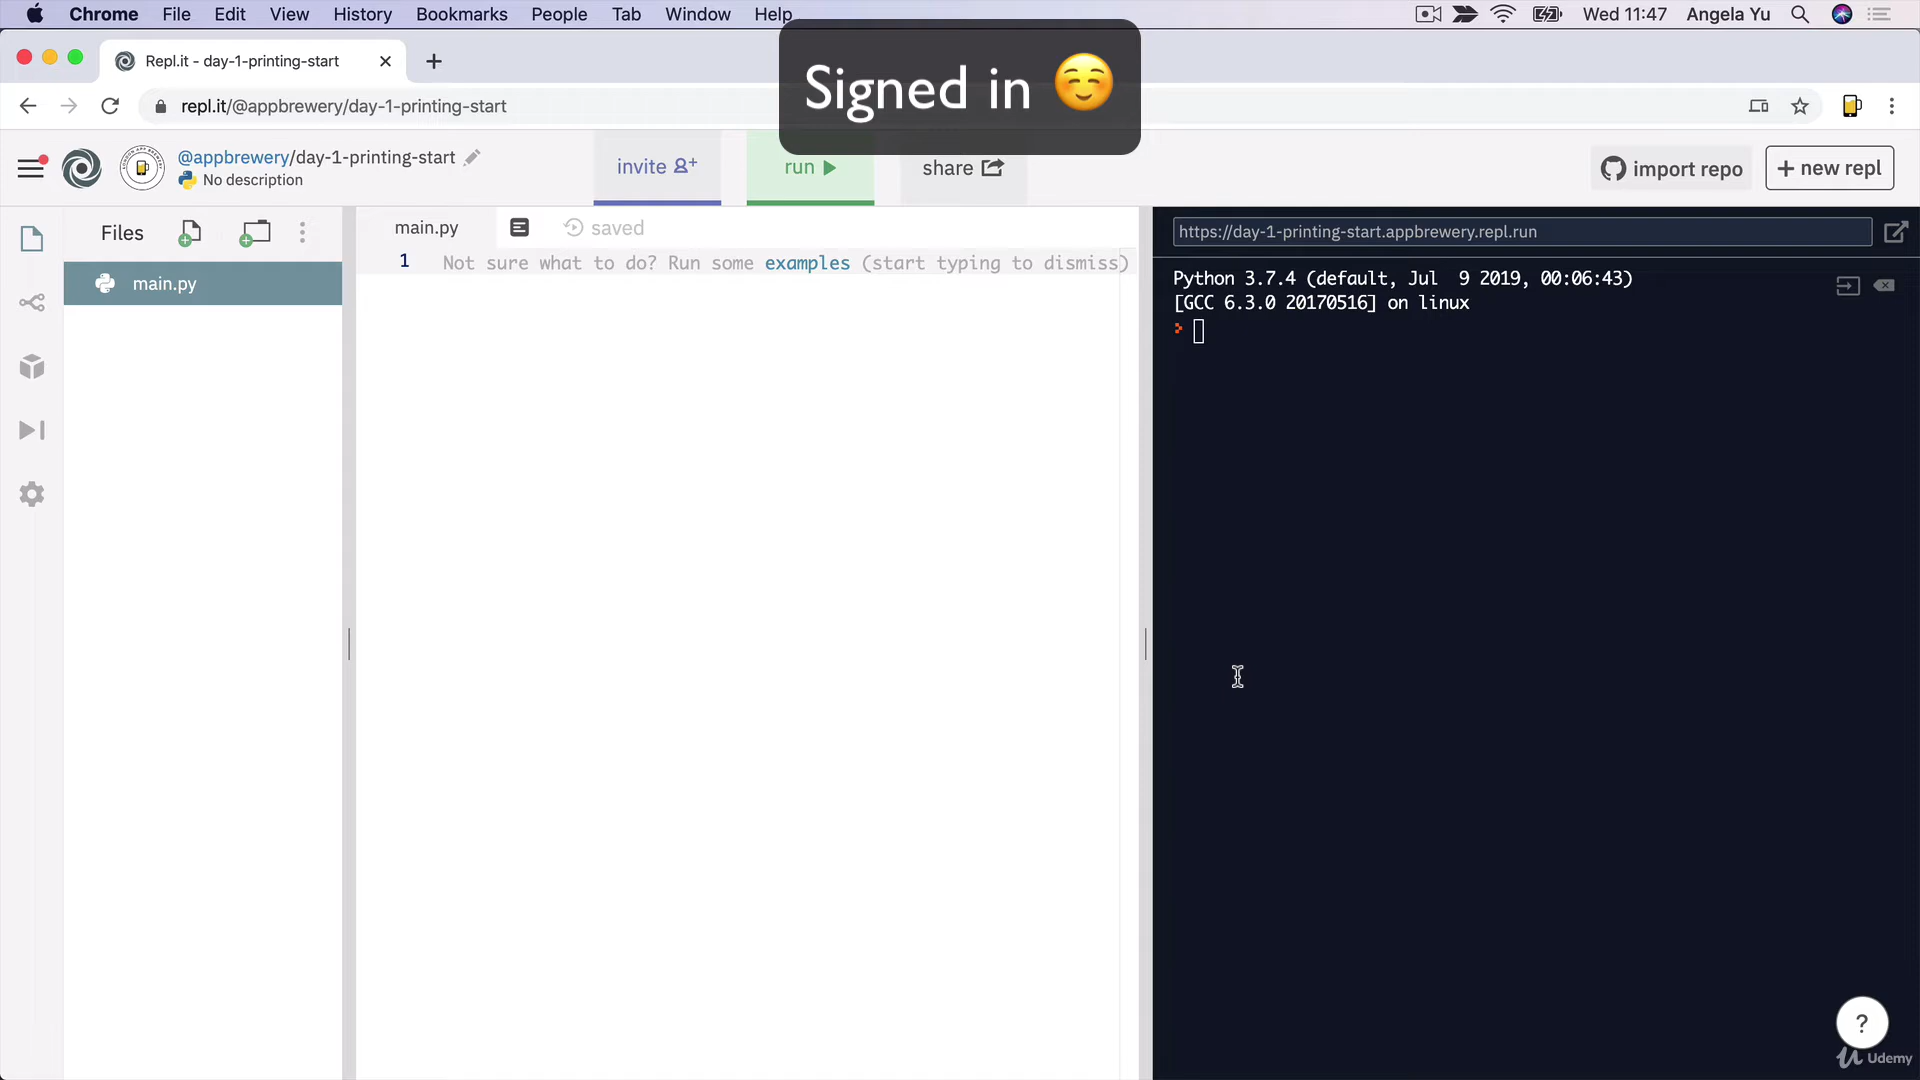 Chrome File Edit View History Bookmarks People Tab Window Help
Wed 11:47 Angela Yu
Repl.it - day-1-printing-start
Signed in ☺️
repl.it/@appbrewery/day-1-printing-start
@appbrewery/day-1-printing-start
No description
invite
run
share
import repo
+ new repl
Files
main.py
main.py
saved
1 Not sure what to do? Run some examples (start typing to dismiss)
https://day-1-printing-start.appbrewery.repl.run
Python 3.7.4 (default, Jul  9 2019, 00:06:43)
[GCC 6.3.0 20170516] on linux
?
Udemy